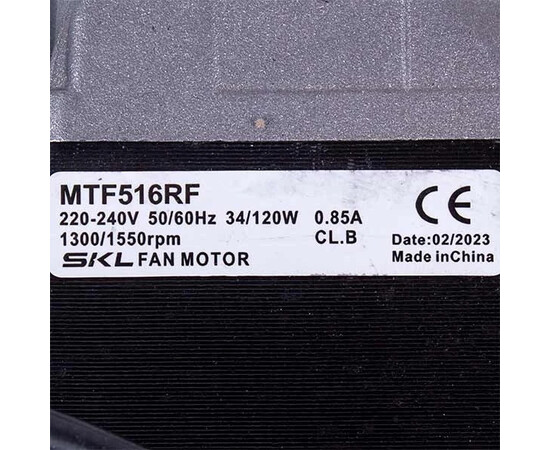 MTF516RF
220-240V 50/60Hz 34/120W 0.85A
1300/1550rpm CL.B
SKL FAN MOTOR
CE
Date:02/2023
Made inChina